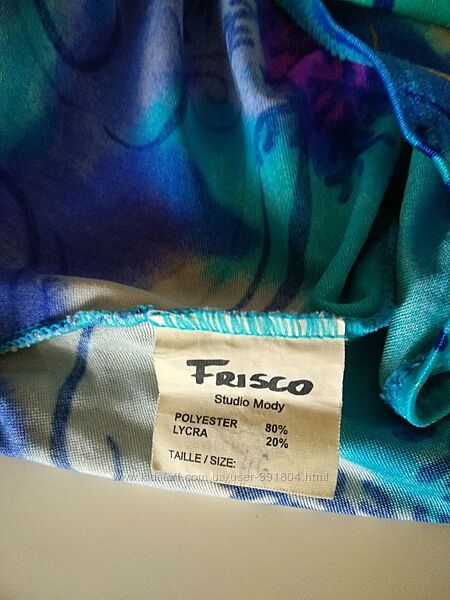 FRISCO
Studio Mody
POLYESTER 80%
LYCRA 20%
TAILLE / SIZE: